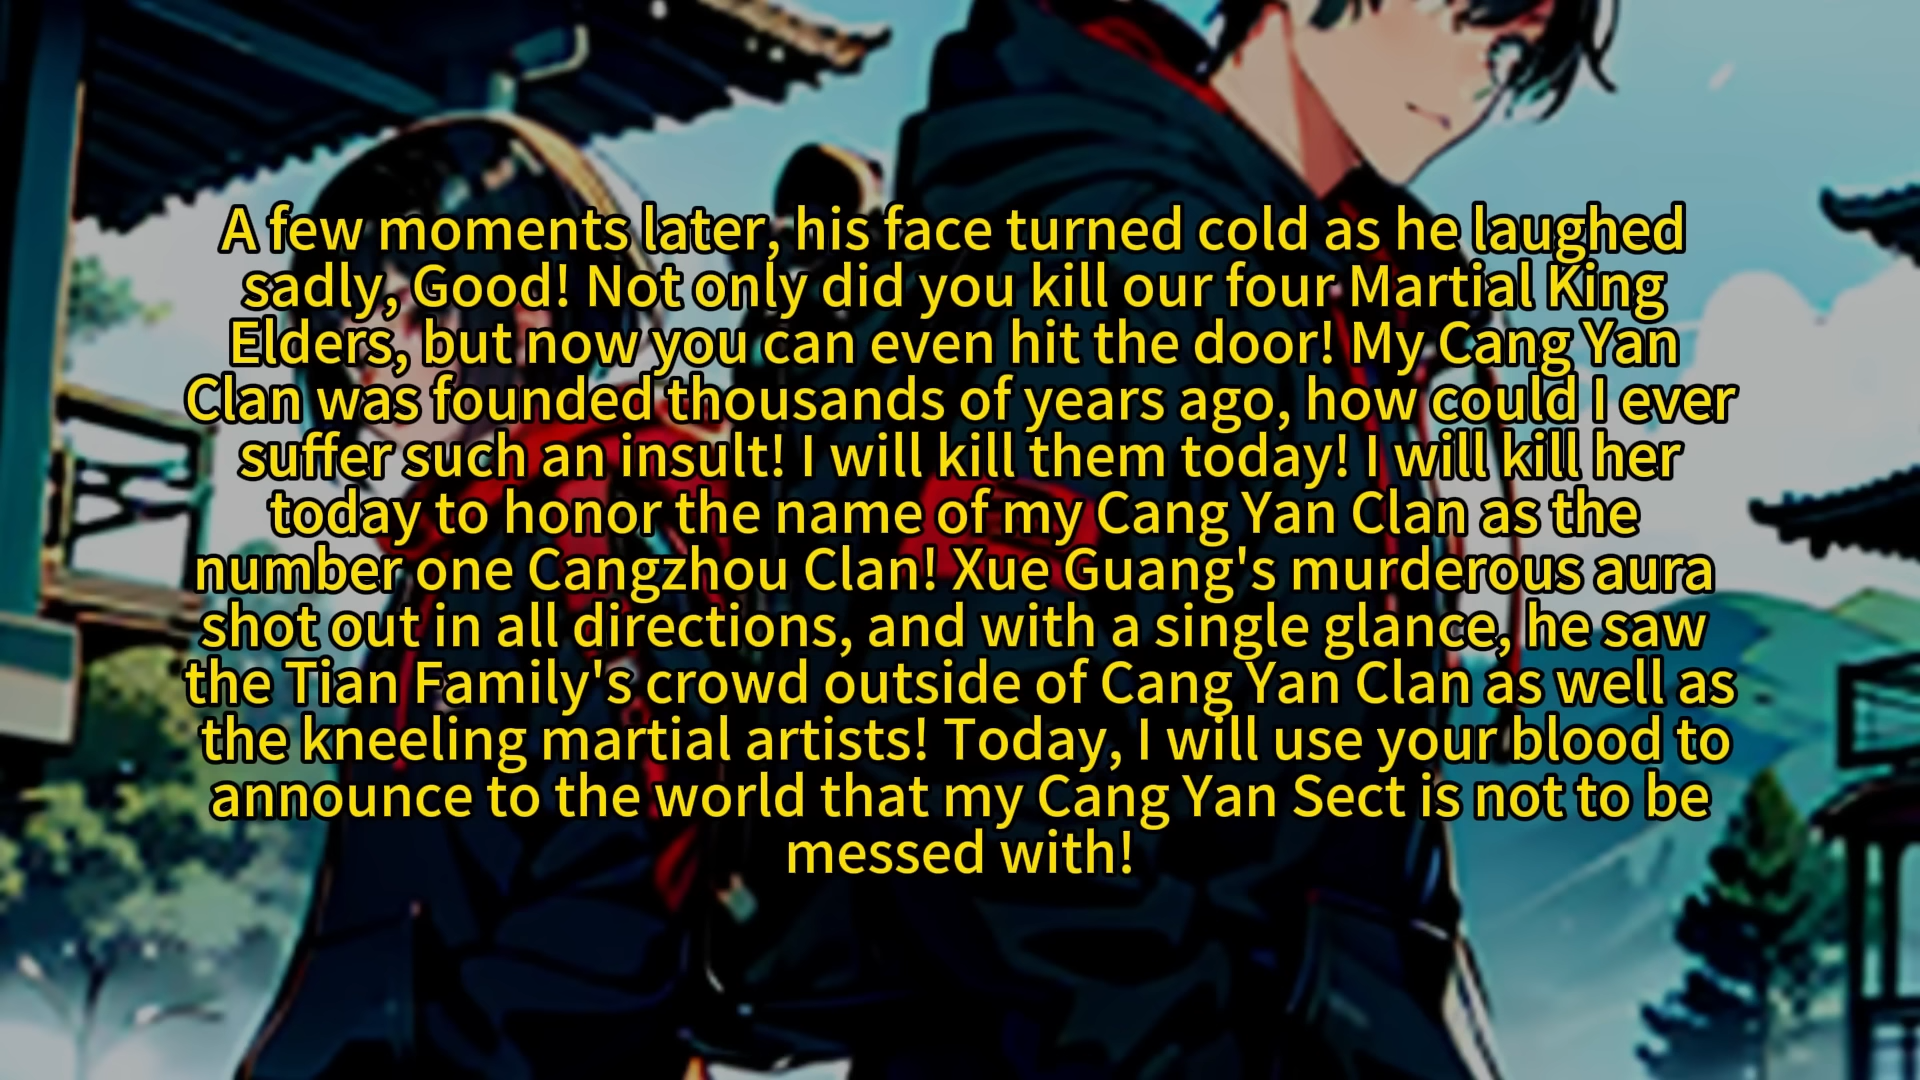 A few moments later, his face turned cold as he laughed
sadly, Good! Not only did you kill our four Martial King
Elders, but now you can even hit the door! My Cang Yan
Clan was founded thousands of years ago, how could I ever
suffer such an insult! I will kill them today! I will kill her
today to honor the name of my Cang Yan Clan as the
number one Cangzhou Clan! Xue Guang's murderous aura
shot out in all directions, and with a single glance, he saw
the Tian Family's crowd outside of Cang Yan Clan as well as
the kneeling martial artists! Today, I will use your blood to
announce to the world that my Cang Yan Sect is not to be
messed with!